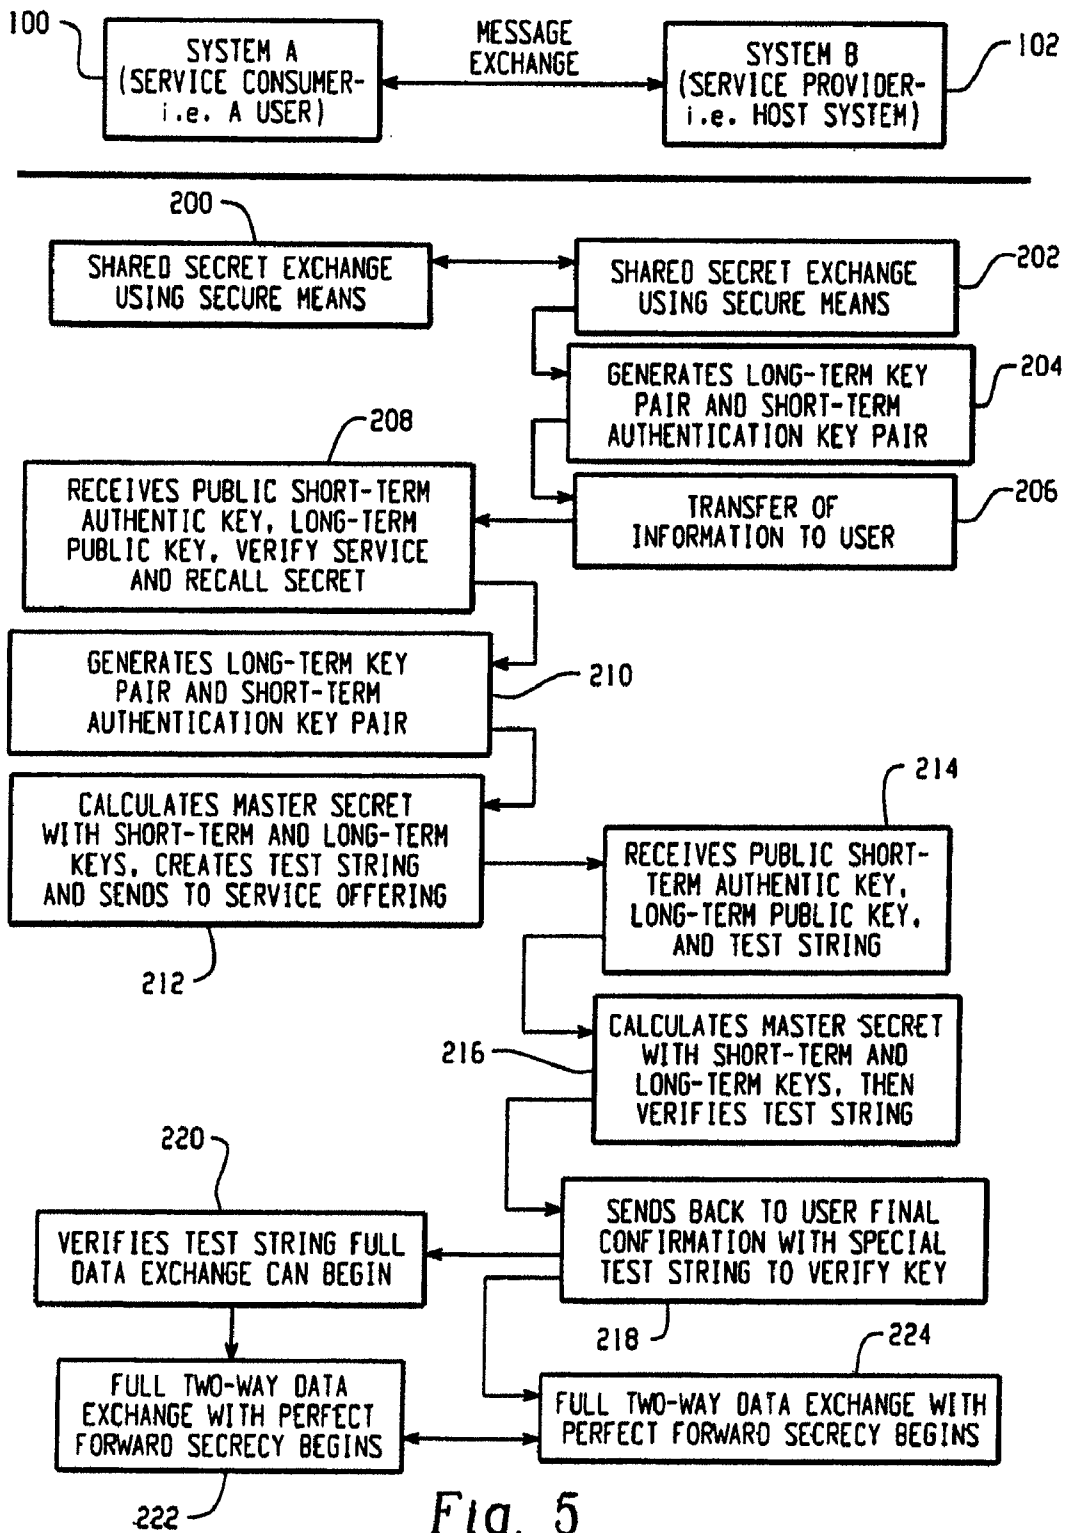 100
SYSTEM A
(SERVICE CONSUMER-
i.e. A USER)
MESSAGE
EXCHANGE
SYSTEM B
(SERVICE PROVIDER-
i.e. HOST SYSTEM)
102
200
SHARED SECRET EXCHANGE
USING SECURE MEANS
SHARED SECRET EXCHANGE
USING SECURE MEANS
202
GENERATES LONG-TERM KEY
PAIR AND SHORT-TERM
AUTHENTICATION KEY PAIR
204
TRANSFER OF
INFORMATION TO USER
206
208
RECEIVES PUBLIC SHORT-TERM
AUTHENTIC KEY, LONG-TERM
PUBLIC KEY, VERIFY SERVICE
AND RECALL SECRET
GENERATES LONG-TERM KEY
PAIR AND SHORT-TERM
AUTHENTICATION KEY PAIR
210
CALCULATES MASTER SECRET
WITH SHORT-TERM AND LONG-TERM
KEYS, CREATES TEST STRING
AND SENDS TO SERVICE OFFERING
212
214
RECEIVES PUBLIC SHORT-
TERM AUTHENTIC KEY,
LONG-TERM PUBLIC KEY,
AND TEST STRING
216
CALCULATES MASTER SECRET
WITH SHORT-TERM AND
LONG-TERM KEYS, THEN
VERIFIES TEST STRING
SENDS BACK TO USER FINAL
CONFIRMATION WITH SPECIAL
TEST STRING TO VERIFY KEY
218
220
VERIFIES TEST STRING FULL
DATA EXCHANGE CAN BEGIN
FULL TWO-WAY DATA
EXCHANGE WITH PERFECT
FORWARD SECRECY BEGINS
222
224
FULL TWO-WAY DATA EXCHANGE WITH
PERFECT FORWARD SECRECY BEGINS
Fig. 5